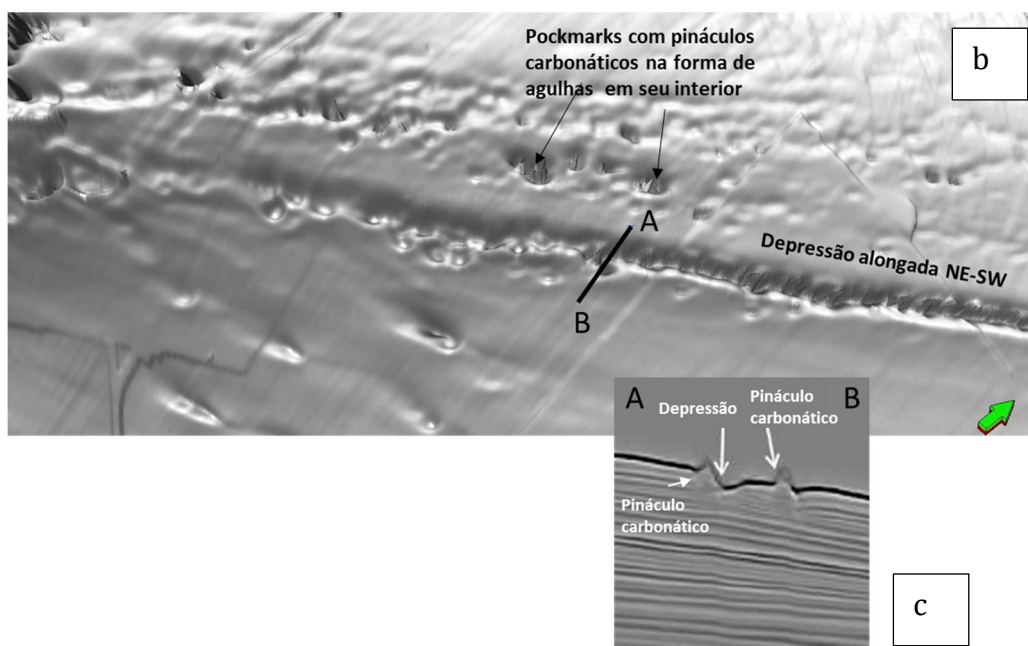 Pockmarks com pináculos
carbonáticos na forma de
agulhas em seu interior
b
A
Depressão alongada NE-SW
B
A
Depressão
Pináculo
carbonático
B
Pináculo
carbonático
c